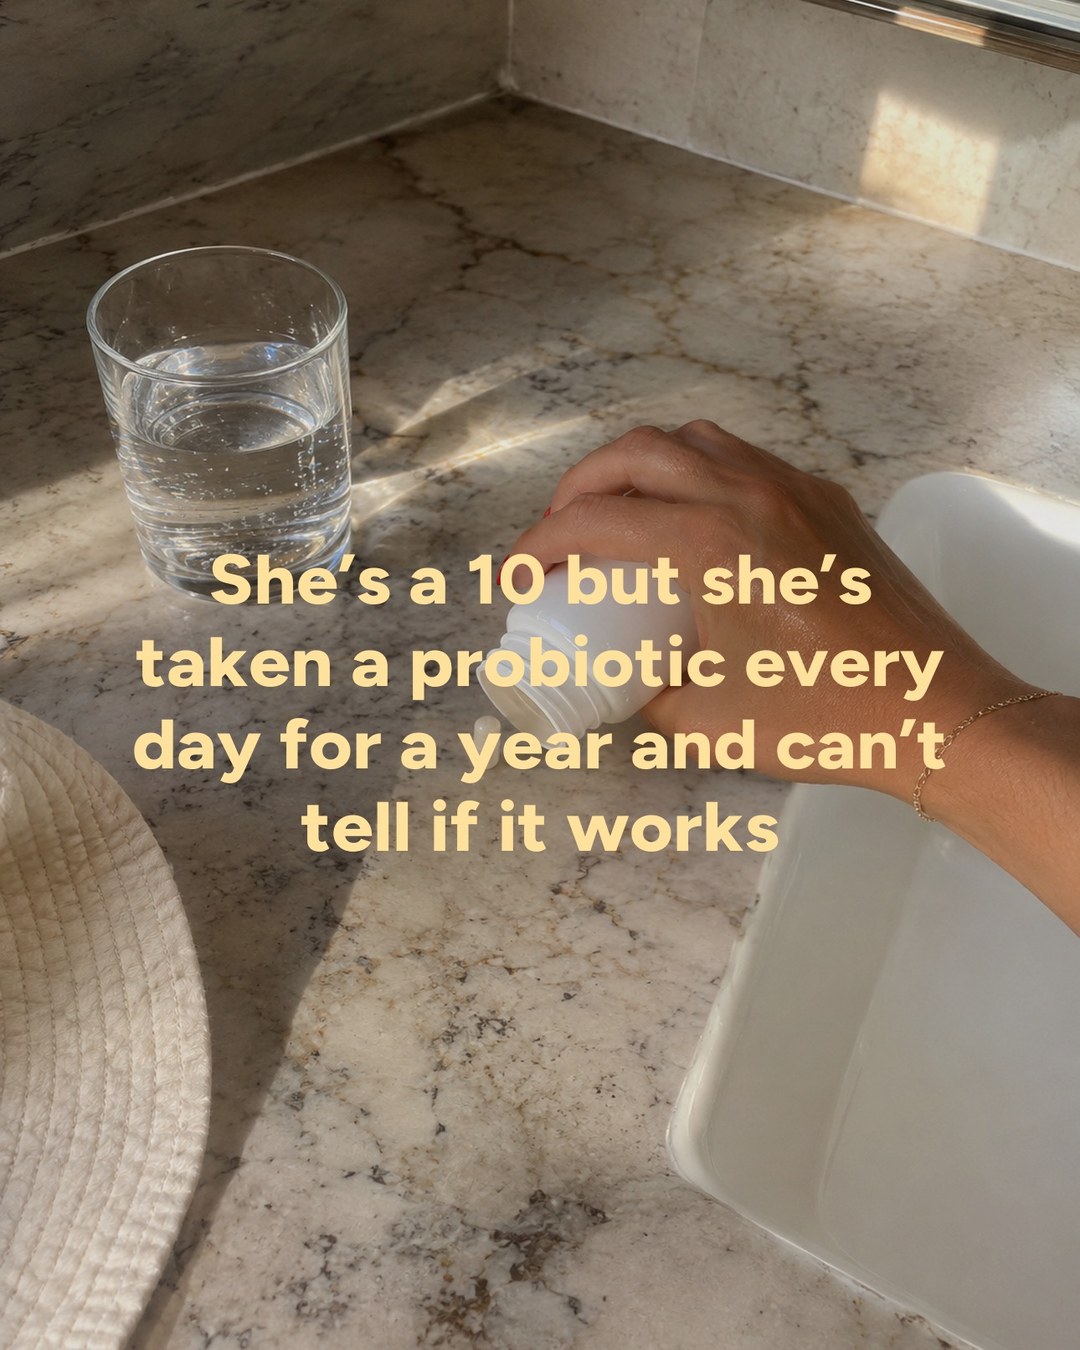 She’s a 10 but she’s
taken a probiotic every
day for a year and can’t
tell if it works